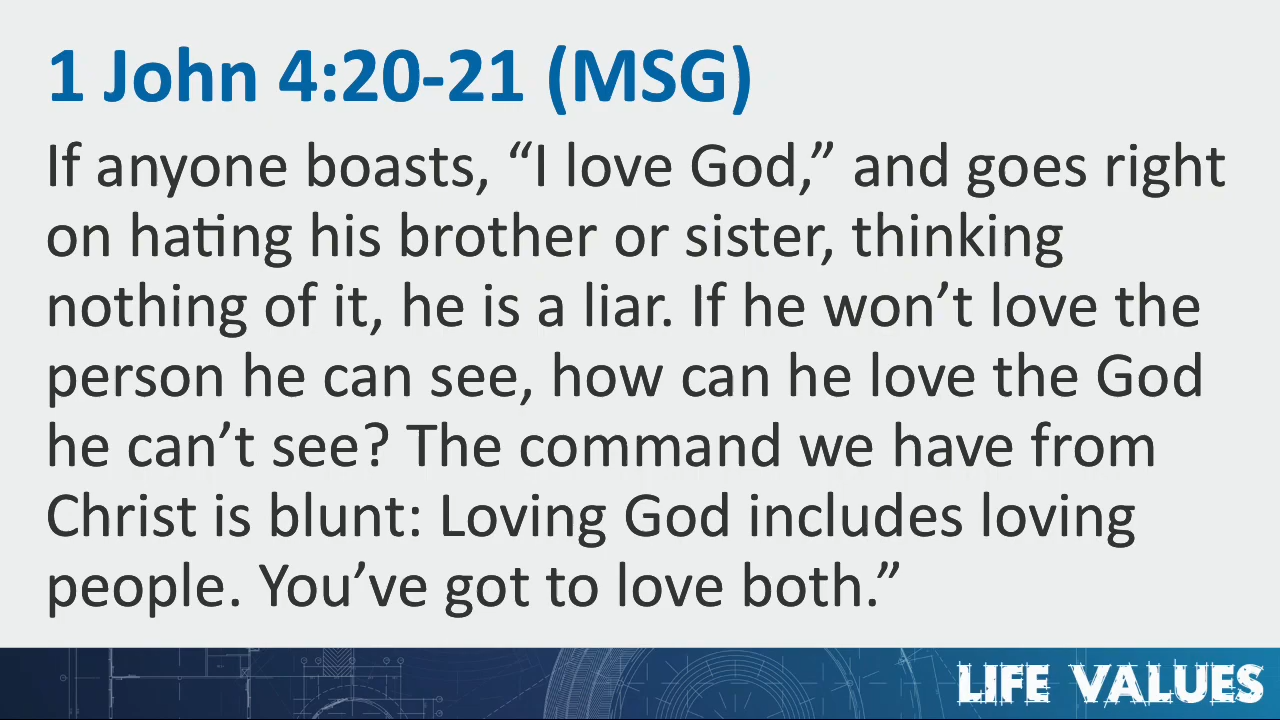 1 John 4:20-21 (MSG)
If anyone boasts, “I love God,” and goes right
on hating his brother or sister, thinking
nothing of it, he is a liar. If he won’t love the
person he can see, how can he love the God
he can’t see? The command we have from
Christ is blunt: Loving God includes loving
people. You’ve got to love both.”
LIFE VALUES